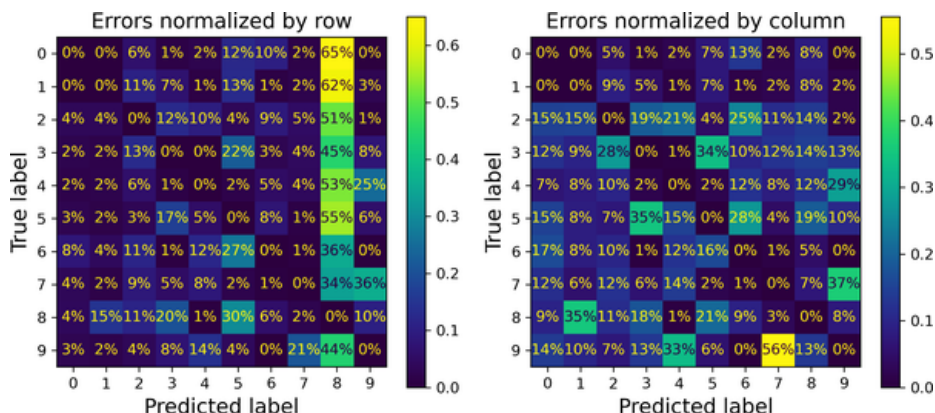 Errors normalized by row
True label
0 0% 0% 6% 1% 2% 12% 10% 2% 65% 0%
1 0% 0% 11% 7% 1% 13% 1% 2% 62% 3%
2 4% 4% 0% 12% 10% 4% 9% 5% 51% 1%
3 2% 2% 13% 0% 0% 22% 3% 4% 45% 8%
4 2% 2% 6% 1% 0% 2% 5% 4% 53% 25%
5 3% 2% 3% 17% 5% 0% 8% 1% 55% 6%
6 8% 4% 11% 1% 12% 27% 0% 1% 36% 0%
7 4% 2% 9% 5% 8% 2% 1% 0% 34% 36%
8 4% 15% 11% 20% 1% 30% 6% 2% 0% 10%
9 3% 2% 4% 8% 14% 4% 0% 21% 44% 0%
0 1 2 3 4 5 6 7 8 9
Predicted label
0.6
0.5
0.4
0.3
0.2
0.1
0.0
Errors normalized by column
True label
0 0% 0% 5% 1% 2% 7% 13% 2% 8% 0%
1 0% 0% 9% 5% 1% 7% 1% 2% 8% 2%
2 15% 15% 0% 19% 21% 4% 25% 11% 14% 2%
3 12% 9% 28% 0% 1% 34% 10% 12% 14% 13%
4 7% 8% 10% 2% 0% 2% 12% 8% 12% 29%
5 15% 8% 7% 35% 15% 0% 28% 4% 19% 10%
6 17% 8% 10% 1% 12% 16% 0% 1% 5% 0%
7 12% 6% 12% 6% 14% 2% 1% 0% 7% 37%
8 9% 35% 11% 18% 1% 21% 9% 3% 0% 8%
9 14% 10% 7% 13% 33% 6% 0% 56% 13% 0%
0 1 2 3 4 5 6 7 8 9
Predicted label
0.5
0.4
0.3
0.2
0.1
0.0